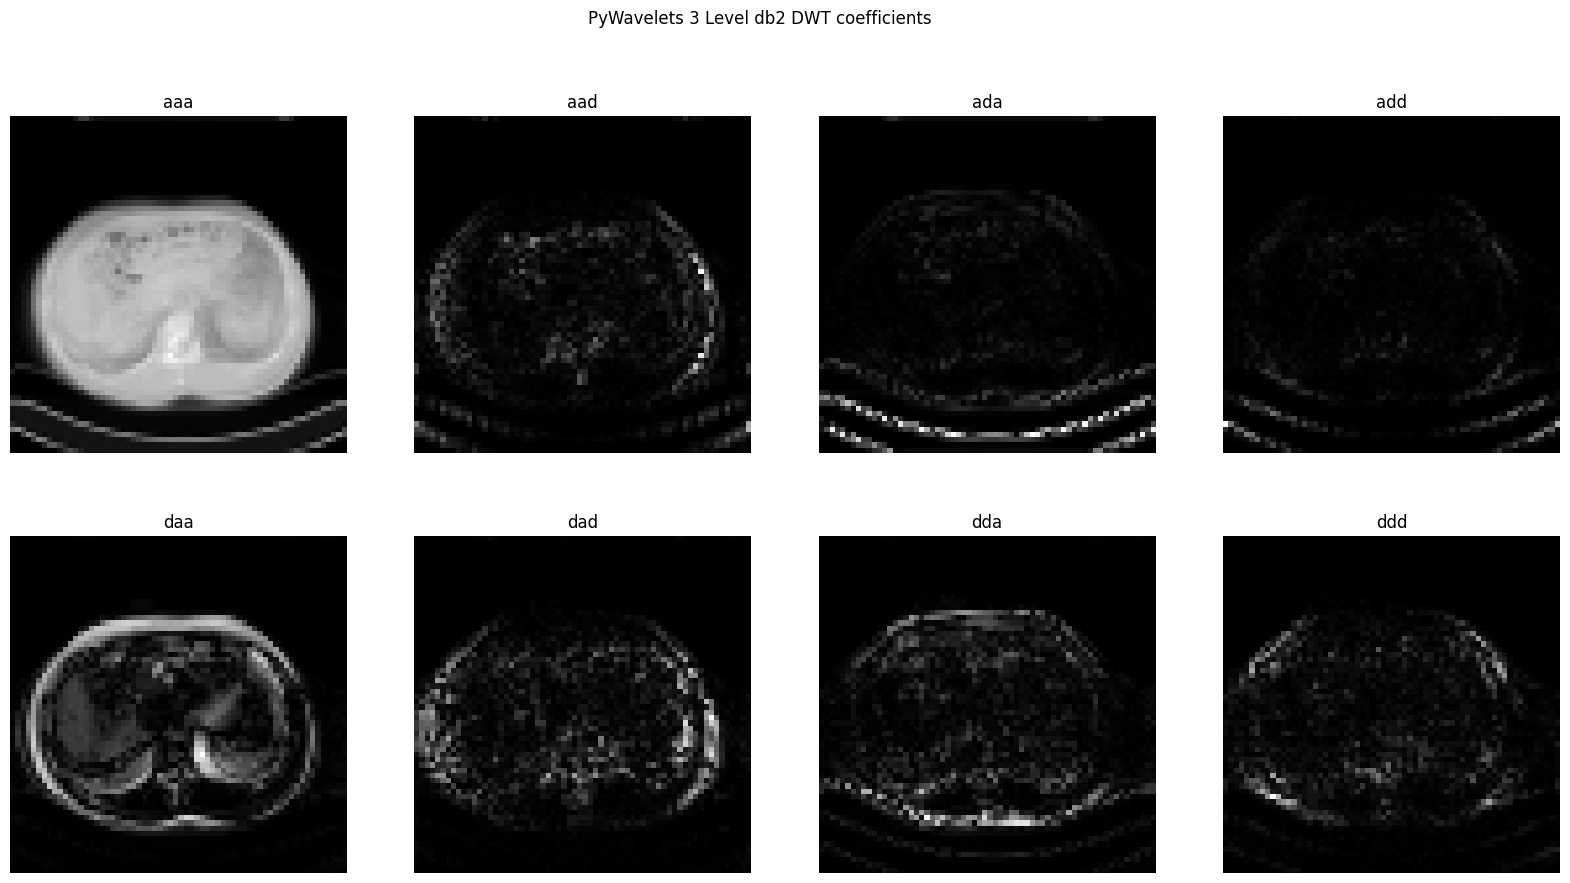 PyWavelets 3 Level db2 DWT coefficients
aaa
aad
ada
add
daa
dad
dda
ddd